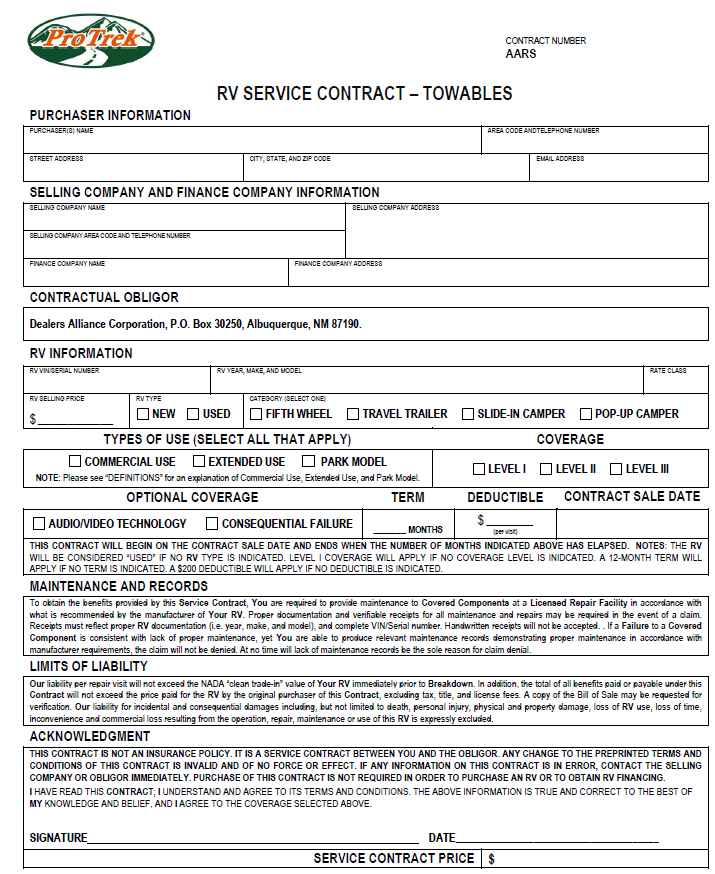 ProTrek®
CONTRACT NUMBER
AARS
RV SERVICE CONTRACT – TOWABLES
PURCHASER INFORMATION
PURCHASER(S) NAME
AREA CODE ANDTELEPHONE NUMBER
STREET ADDRESS
CITY, STATE, AND ZIP CODE
EMAIL ADDRESS
SELLING COMPANY AND FINANCE COMPANY INFORMATION
SELLING COMPANY NAME
SELLING COMPANY ADDRESS
SELLING COMPANY AREA CODE AND TELEPHONE NUMBER
FINANCE COMPANY NAME
FINANCE COMPANY ADDRESS
CONTRACTUAL OBLIGOR
Dealers Alliance Corporation, P.O. Box 30250, Albuquerque, NM 87190.
RV INFORMATION
RV VIN/SERIAL NUMBER
RV YEAR, MAKE, AND MODEL
RATE CLASS
RV SELLING PRICE
$____________
RV TYPE
NEW USED
CATEGORY (SELECT ONE)
FIFTH WHEEL TRAVEL TRAILER SLIDE-IN CAMPER POP-UP CAMPER
TYPES OF USE (SELECT ALL THAT APPLY)
COVERAGE
COMMERCIAL USE EXTENDED USE PARK MODEL
NOTE: Please see “DEFINITIONS” for an explanation of Commercial Use, Extended Use, and Park Model.
LEVEL I LEVEL II LEVEL III
OPTIONAL COVERAGE TERM DEDUCTIBLE CONTRACT SALE DATE
AUDIO/VIDEO TECHNOLOGY CONSEQUENTIAL FAILURE
______ MONTHS
$ ________
(per visit)
THIS CONTRACT WILL BEGIN ON THE CONTRACT SALE DATE AND ENDS WHEN THE NUMBER OF MONTHS INDICATED ABOVE HAS ELAPSED. NOTES: THE RV
WILL BE CONSIDERED “USED” IF NO RV TYPE IS INDICATED. LEVEL I COVERAGE WILL APPLY IF NO COVERAGE LEVEL IS INDCATED. A 12-MONTH TERM WILL
APPLY IF NO TERM IS INDICATED. A $200 DEDUCTIBLE WILL APPLY IF NO DEDUCTIBLE IS INDICATED.
MAINTENANCE AND RECORDS
To obtain the benefits provided by this Service Contract, You are required to provide maintenance to Covered Components at a Licensed Repair Facility in accordance with
what is recommended by the manufacturer of Your RV. Proper documentation and verifiable receipts for all maintenance and repairs may be required in the event of a claim.
Receipts must reflect proper RV documentation (i.e. year, make, and model), and complete VIN/Serial number. Handwritten receipts will not be accepted. . If a Failure to a Covered
Component is consistent with lack of proper maintenance, yet You are able to produce relevant maintenance records demonstrating proper maintenance in accordance with
manufacturer requirements, the claim will not be denied. At no time will lack of maintenance records be the sole reason for claim denial.
LIMITS OF LIABILITY
Our liability per repair visit will not exceed the NADA “clean trade-in” value of Your RV immediately prior to Breakdown. In addition, the total of all benefits paid or payable under this
Contract will not exceed the price paid for the RV by the original purchaser of this Contract, excluding tax, title, and license fees. A copy of the Bill of Sale may be requested for
verification. Our liability for incidental and consequential damages including, but not limited to death, personal injury, physical and property damage, loss of RV use, loss of time,
inconvenience and commercial loss resulting from the operation, repair, maintenance or use of this RV is expressly excluded.
ACKNOWLEDGMENT
THIS CONTRACT IS NOT AN INSURANCE POLICY. IT IS A SERVICE CONTRACT BETWEEN YOU AND THE OBLIGOR. ANY CHANGE TO THE PREPRINTED TERMS AND
CONDITIONS OF THIS CONTRACT IS INVALID AND OF NO FORCE OR EFFECT. IF ANY INFORMATION ON THIS CONTRACT IS IN ERROR, CONTACT THE SELLING
COMPANY OR OBLIGOR IMMEDIATELY. PURCHASE OF THIS CONTRACT IS NOT REQUIRED IN ORDER TO PURCHASE AN RV OR TO OBTAIN RV FINANCING.
I HAVE READ THIS CONTRACT; I UNDERSTAND AND AGREE TO ITS TERMS AND CONDITIONS. THE ABOVE INFORMATION IS TRUE AND CORRECT TO THE BEST OF
MY KNOWLEDGE AND BELIEF, AND I AGREE TO THE COVERAGE SELECTED ABOVE.
SIGNATURE____________________ DATE____________________
SERVICE CONTRACT PRICE $